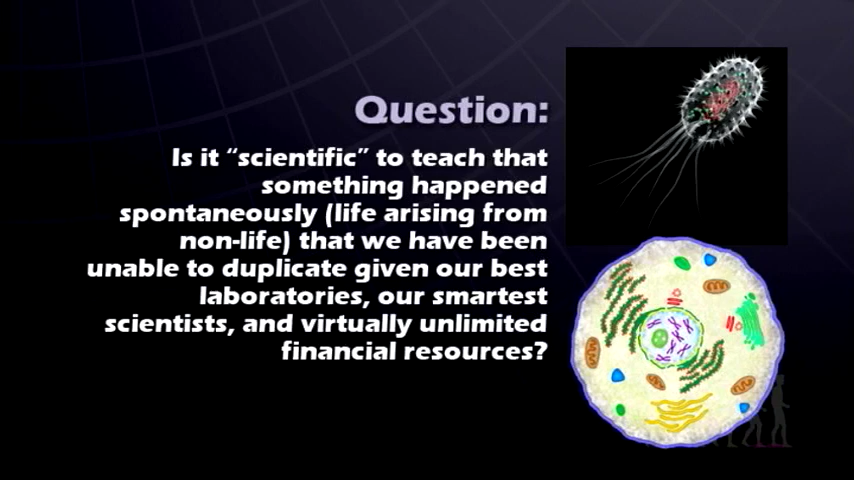 Question:
Is it “scientific” to teach that
something happened
spontaneously (life arising from
non-life) that we have been
unable to duplicate given our best
laboratories, our smartest
scientists, and virtually unlimited
financial resources?